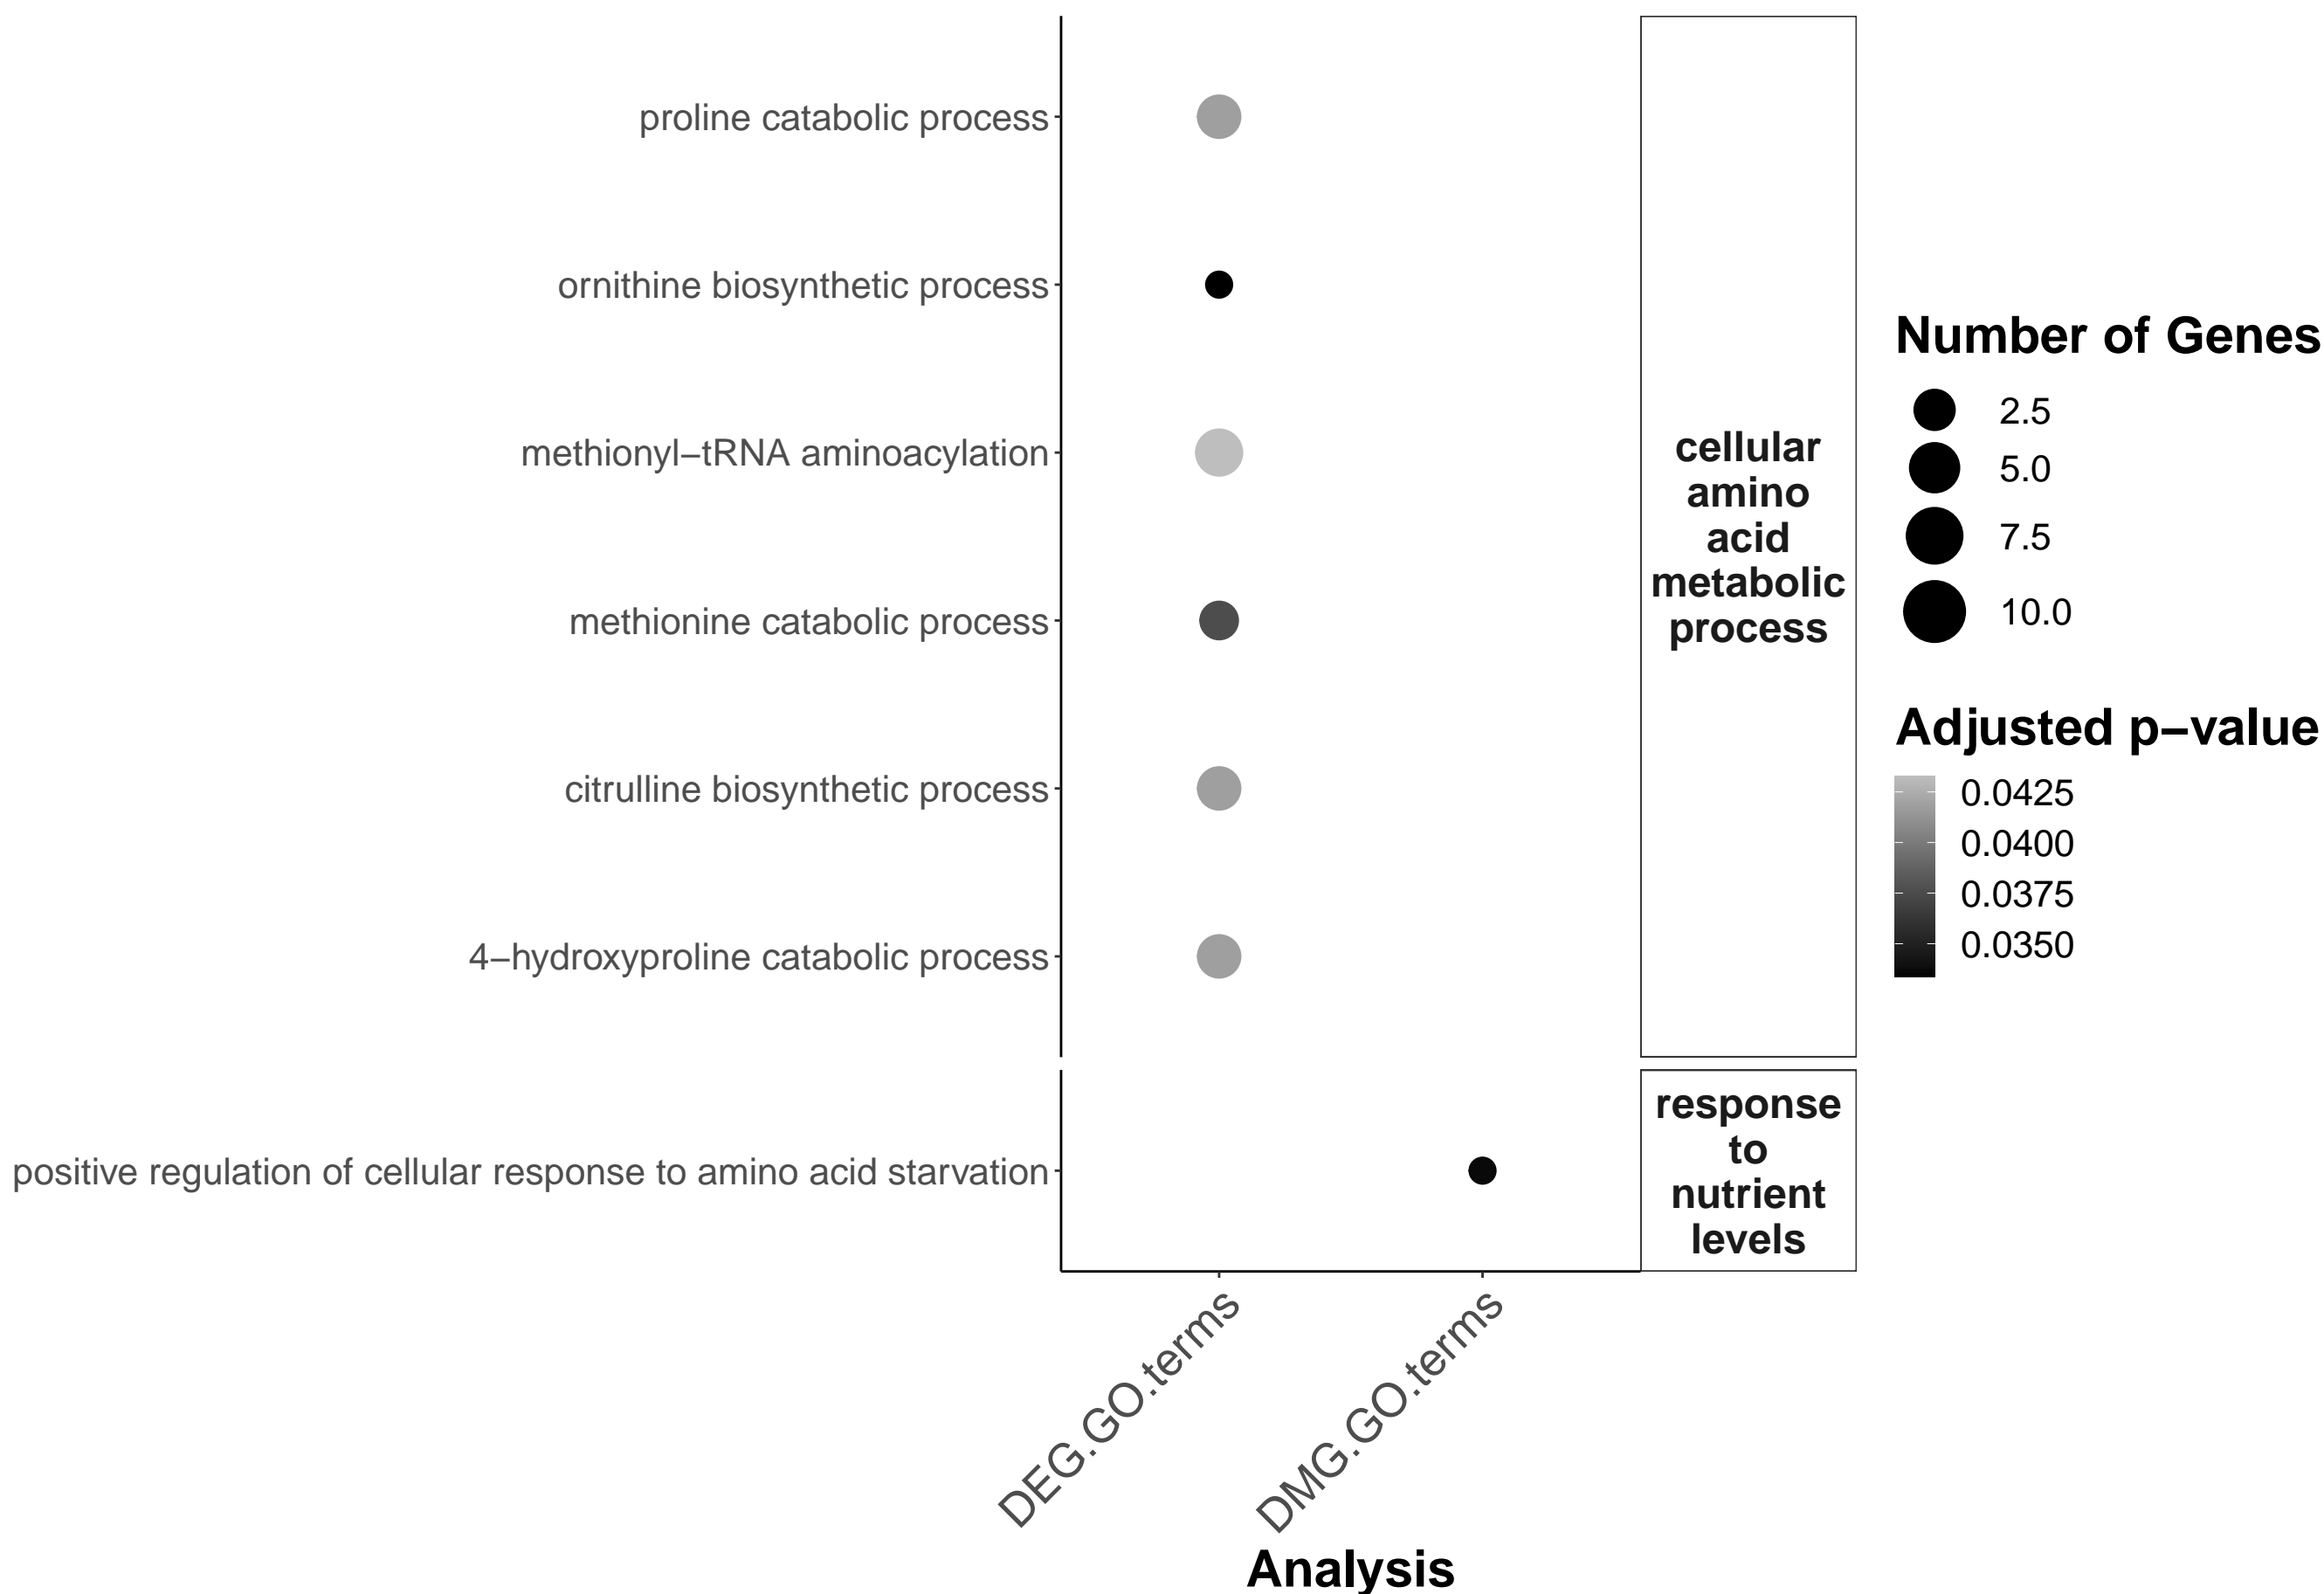 proline catabolic process
ornithine biosynthetic process
methionyl−tRNA aminoacylation
methionine catabolic process
citrulline biosynthetic process
4−hydroxyproline catabolic process
positive regulation of cellular response to amino acid starvation
cellular
amino
acid
metabolic
process
response
to
nutrient
levels
DEG.GO.terms
DMG.GO.terms
Analysis
Number of Genes
2.5
5.0
7.5
10.0
Adjusted p−value
0.0425
0.0400
0.0375
0.0350